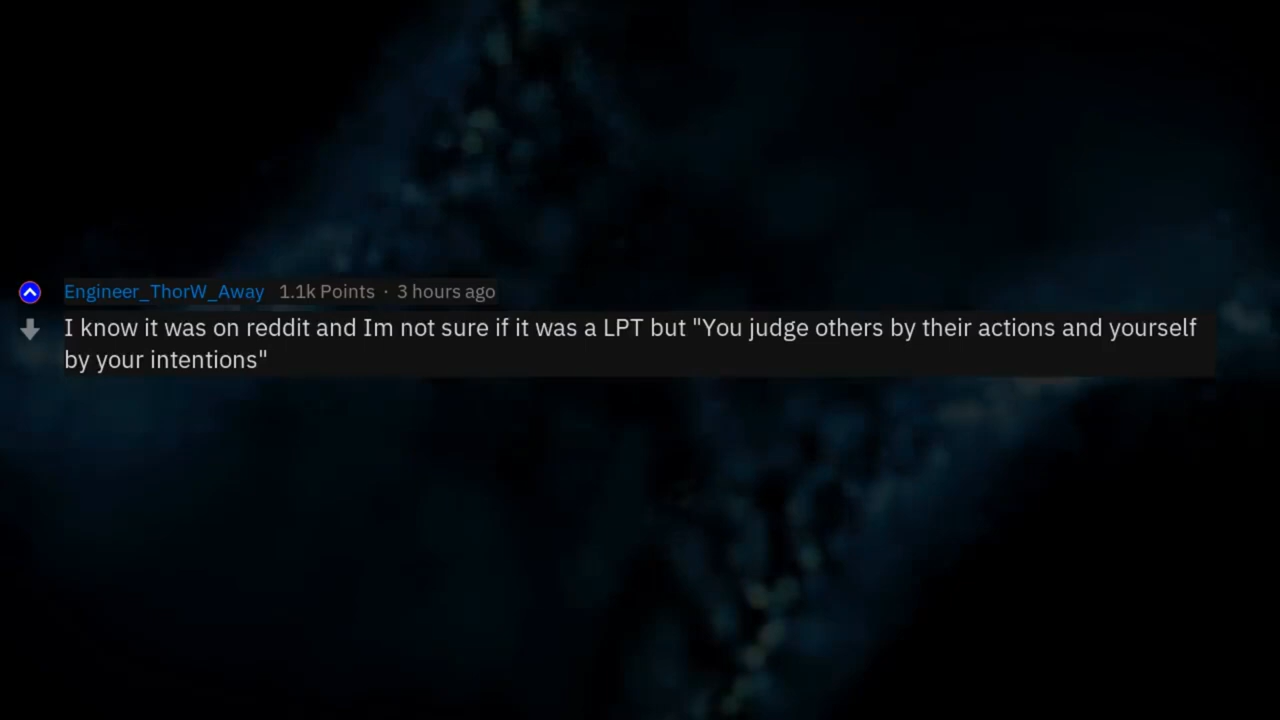 Engineer_ThorW_Away 1.1k Points · 3 hours ago
I know it was on reddit and Im not sure if it was a LPT but "You judge others by their actions and yourself
by your intentions"